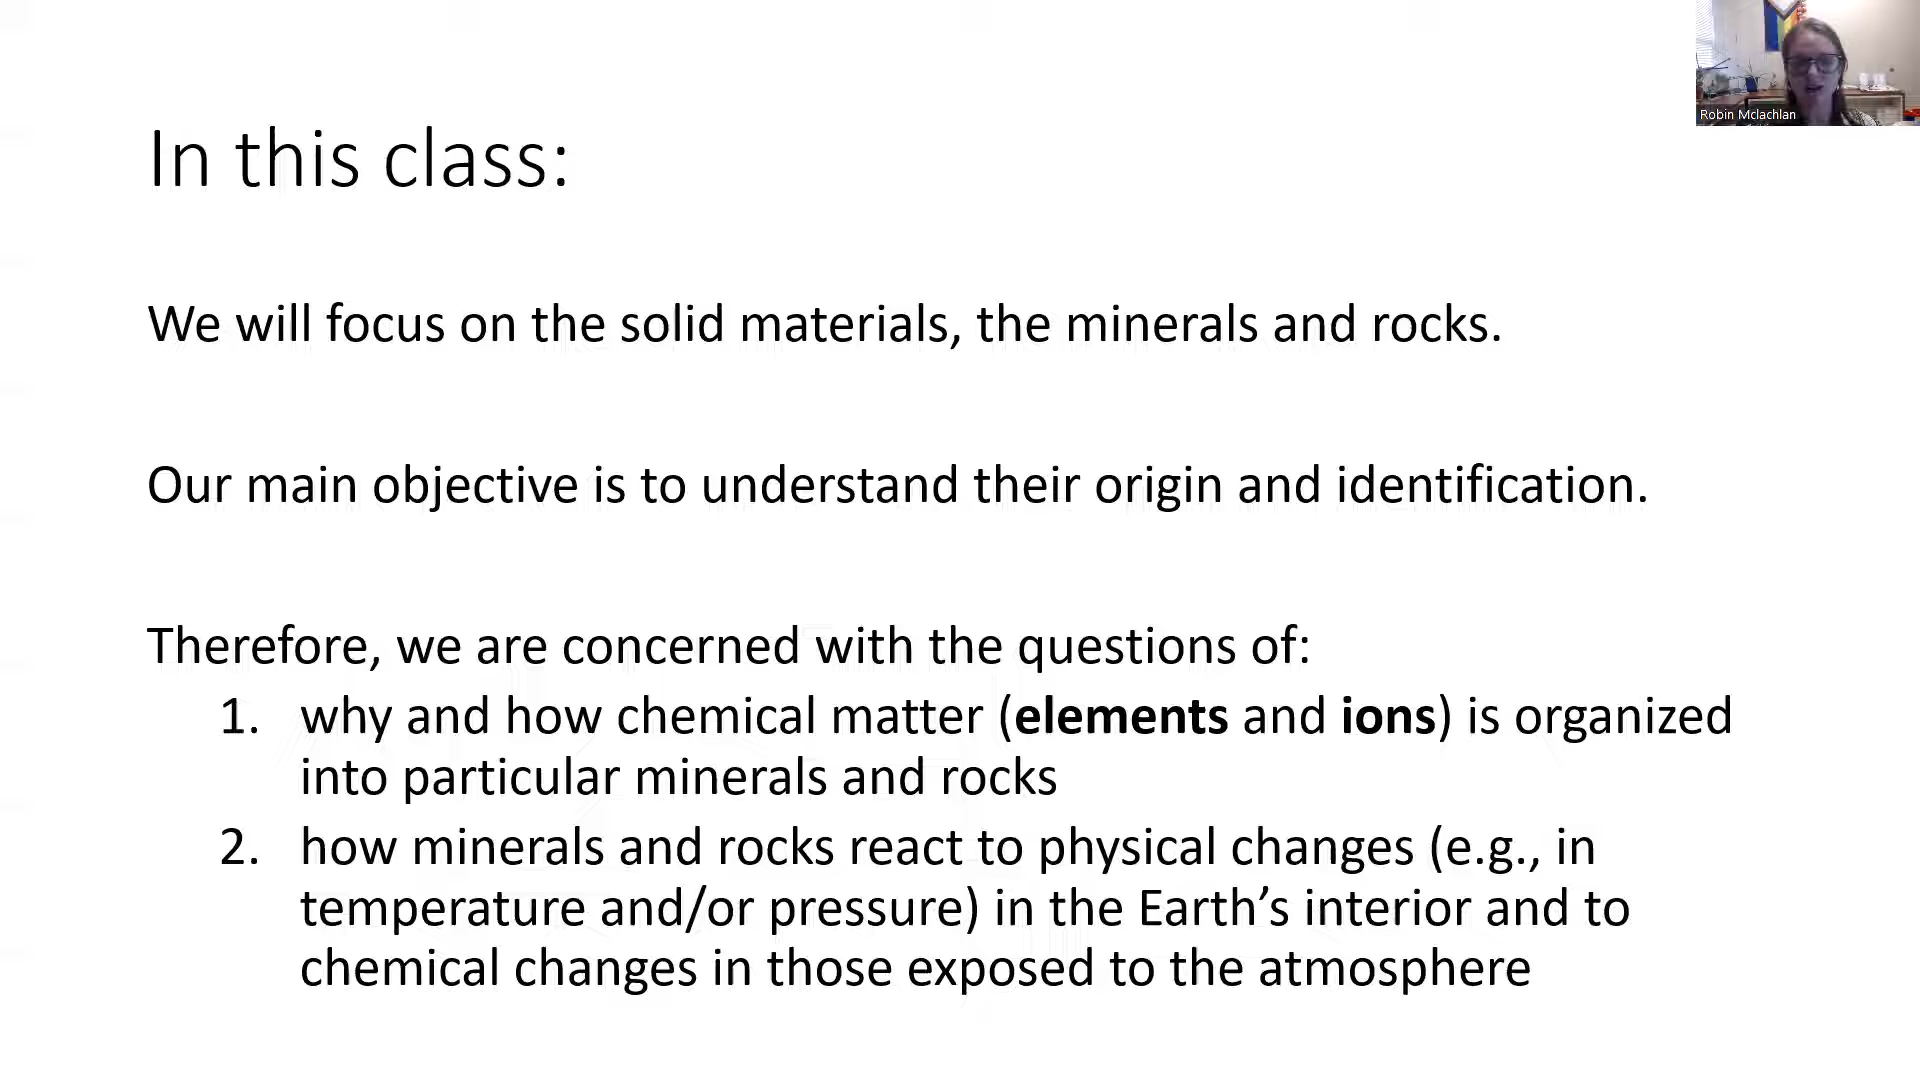 Robin Mclachlan
In this class:
We will focus on the solid materials, the minerals and rocks.
Our main objective is to understand their origin and identification.
Therefore, we are concerned with the questions of:
1. why and how chemical matter (elements and ions) is organized
into particular minerals and rocks
2. how minerals and rocks react to physical changes (e.g., in
temperature and/or pressure) in the Earth’s interior and to
chemical changes in those exposed to the atmosphere